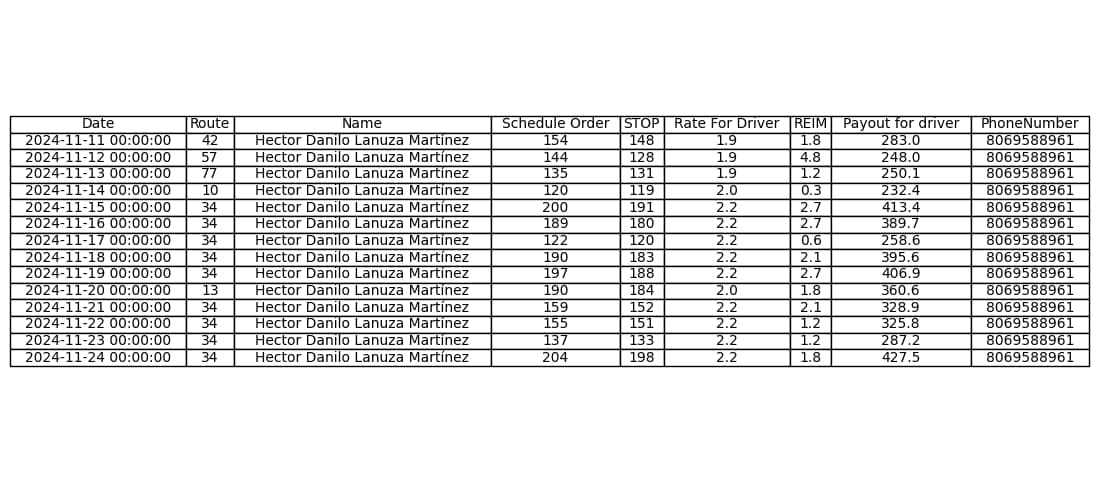 Date Route Name Schedule Order STOP Rate For Driver REIM Payout for driver PhoneNumber
2024-11-11 00:00:00 42 Hector Danilo Lanuza Martínez 154 148 1.9 1.8 283.0 8069588961
2024-11-12 00:00:00 57 Hector Danilo Lanuza Martínez 144 128 1.9 4.8 248.0 8069588961
2024-11-13 00:00:00 77 Hector Danilo Lanuza Martínez 135 131 1.9 1.2 250.1 8069588961
2024-11-14 00:00:00 10 Hector Danilo Lanuza Martínez 120 119 2.0 0.3 232.4 8069588961
2024-11-15 00:00:00 34 Hector Danilo Lanuza Martínez 200 191 2.2 2.7 413.4 8069588961
2024-11-16 00:00:00 34 Hector Danilo Lanuza Martínez 189 180 2.2 2.7 389.7 8069588961
2024-11-17 00:00:00 34 Hector Danilo Lanuza Martínez 122 120 2.2 0.6 258.6 8069588961
2024-11-18 00:00:00 34 Hector Danilo Lanuza Martínez 190 183 2.2 2.1 395.6 8069588961
2024-11-19 00:00:00 34 Hector Danilo Lanuza Martínez 197 188 2.2 2.7 406.9 8069588961
2024-11-20 00:00:00 13 Hector Danilo Lanuza Martínez 190 184 2.0 1.8 360.6 8069588961
2024-11-21 00:00:00 34 Hector Danilo Lanuza Martínez 159 152 2.2 2.1 328.9 8069588961
2024-11-22 00:00:00 34 Hector Danilo Lanuza Martínez 155 151 2.2 1.2 325.8 8069588961
2024-11-23 00:00:00 34 Hector Danilo Lanuza Martínez 137 133 2.2 1.2 287.2 8069588961
2024-11-24 00:00:00 34 Hector Danilo Lanuza Martínez 204 198 2.2 1.8 427.5 8069588961